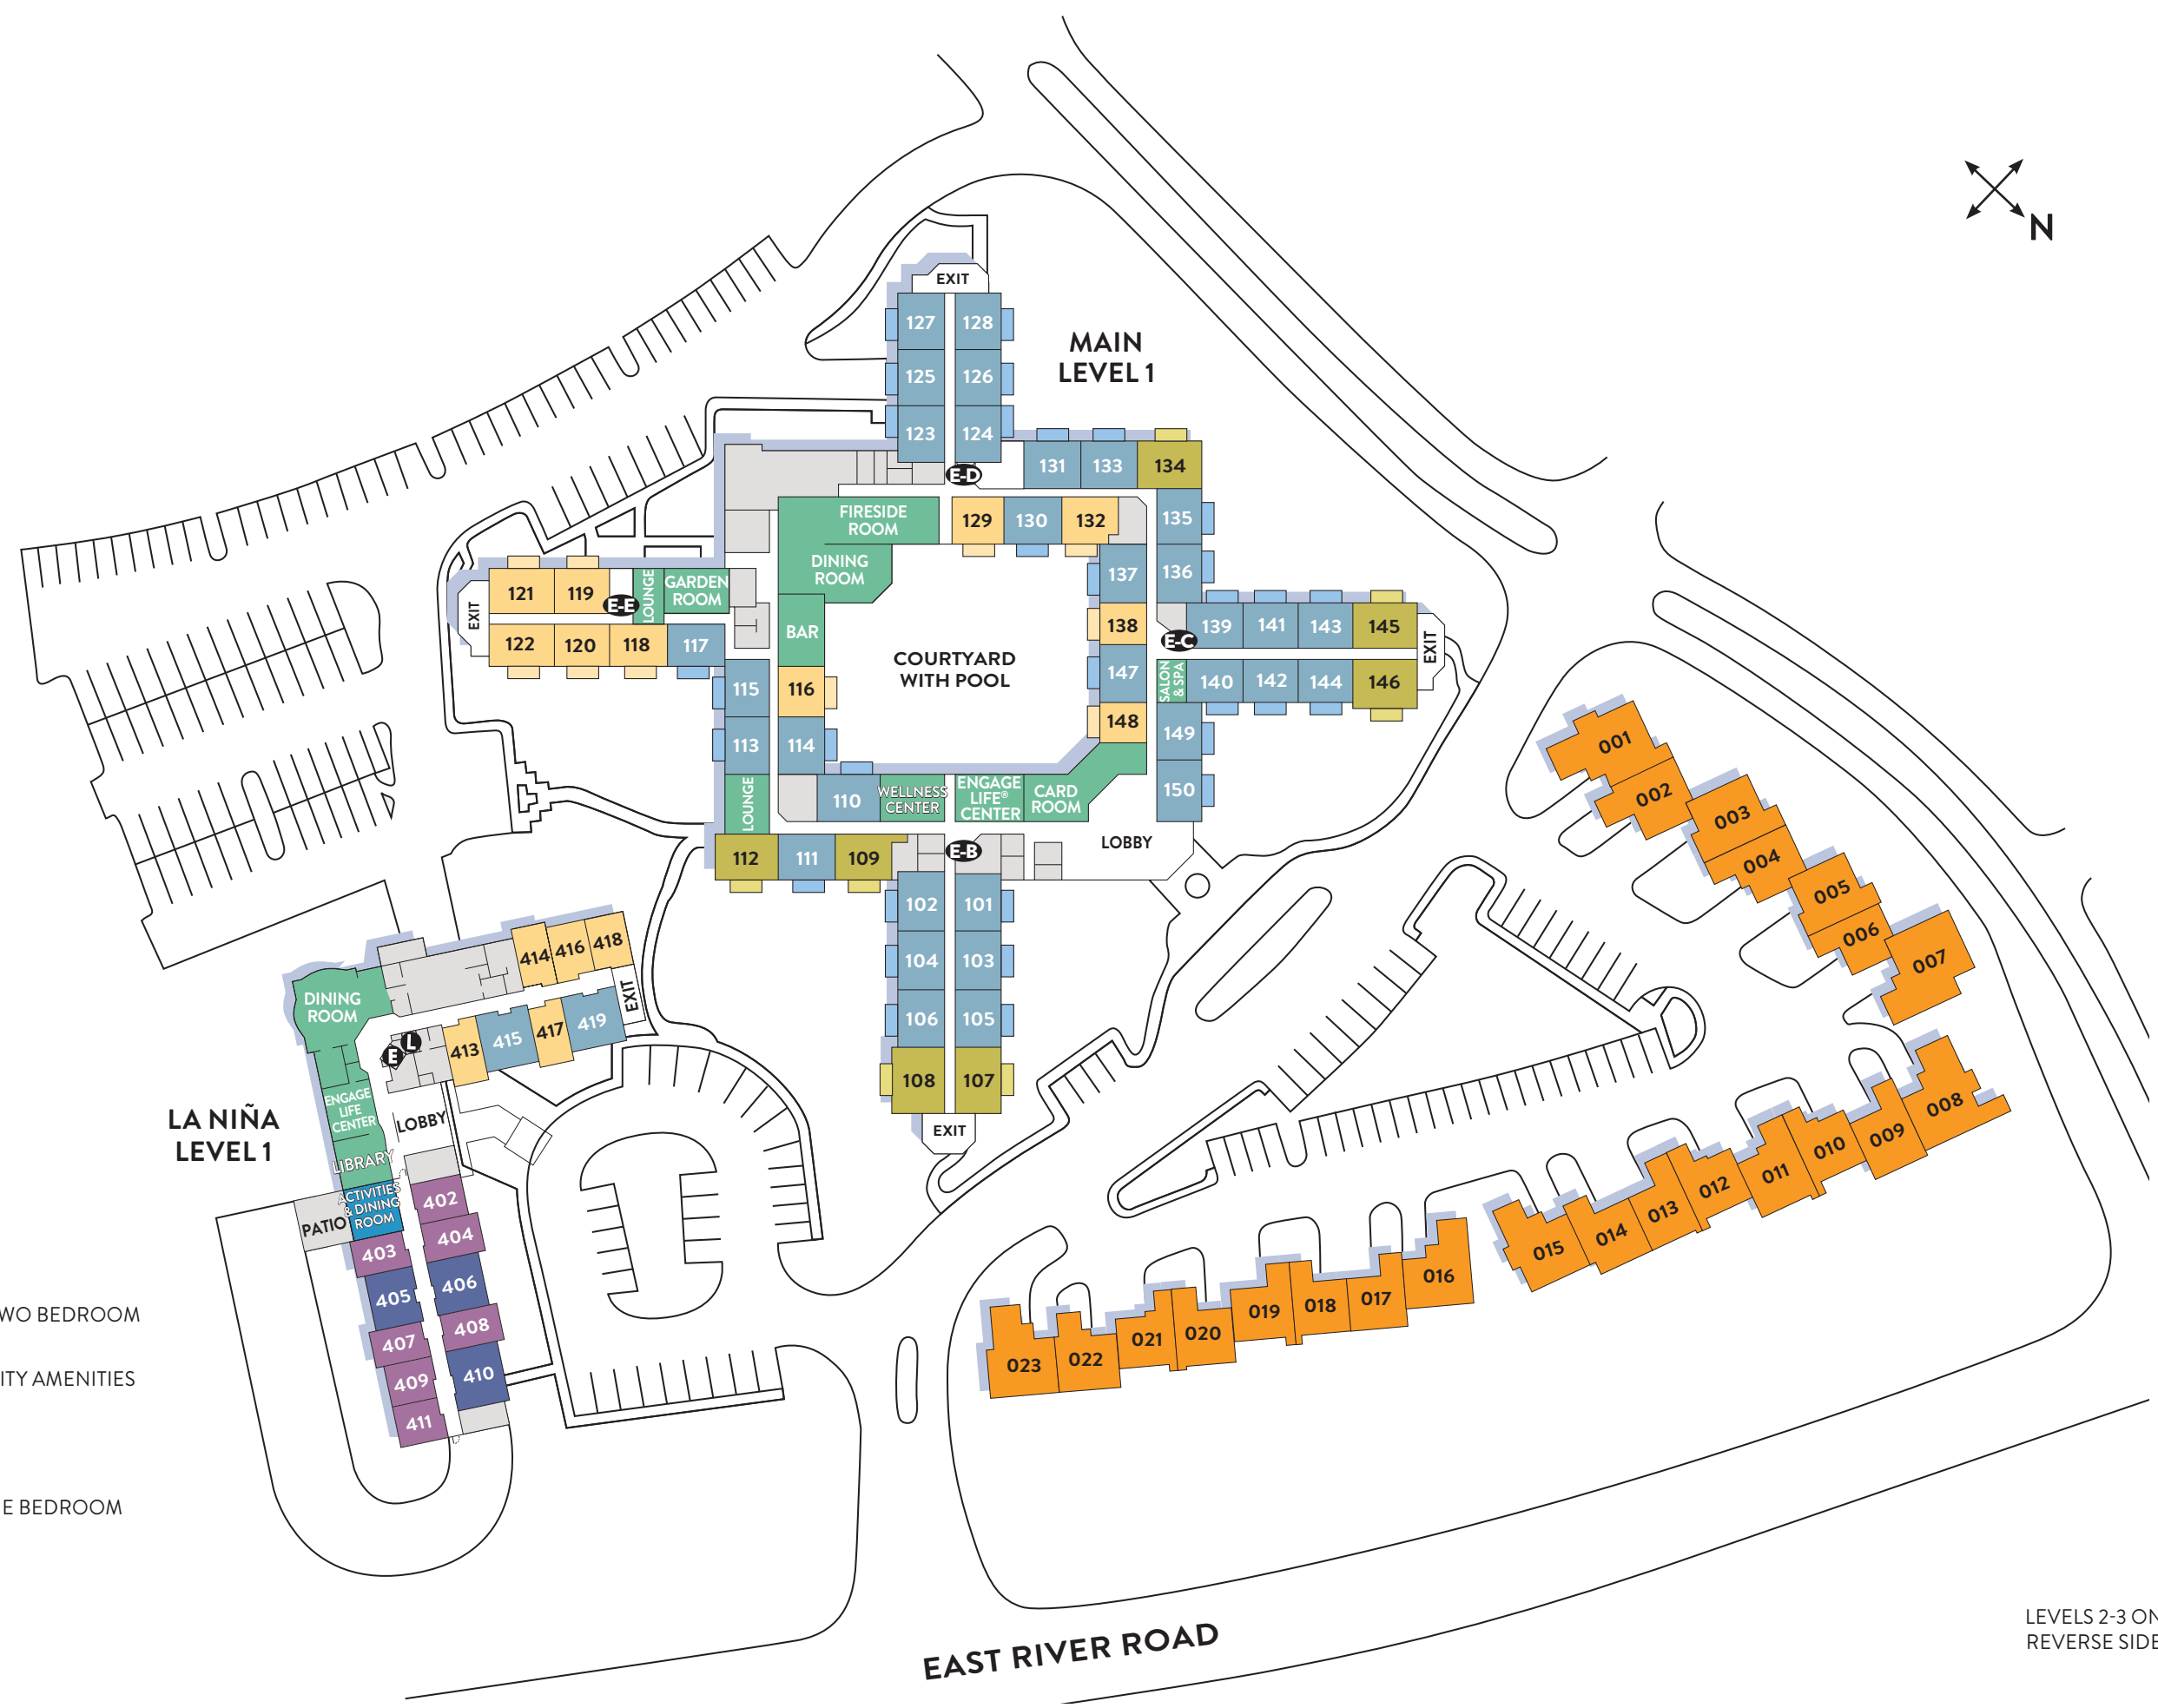 N
MAIN
LEVEL 1
EXIT
127
128
125
126
123
124
E-D
131
133
134
FIRESIDE
ROOM
129
130
132
135
DINING
ROOM
137
136
121
119
E-E
LOUNGE
GARDEN
ROOM
EXIT
122
120
118
117
BAR
138
E-C
139
141
143
145
EXIT
COURTYARD
WITH POOL
115
116
147
SALON
& SPA
140
142
144
146
113
114
148
149
LOUNGE
110
WELLNESS
CENTER
ENGAGE
LIFE®
CENTER
CARD
ROOM
150
112
111
109
E-B
LOBBY
102
101
104
103
106
105
108
107
EXIT
001
002
003
004
005
006
007
008
009
010
011
012
013
014
015
016
017
018
019
020
021
022
023
414
416
418
DINING
ROOM
EXIT
E
L
413
415
417
419
LA NIÑA
LEVEL 1
ENGAGE
LIFE
CENTER
LOBBY
LIBRARY
ACTIVITIES
& DINING
ROOM
PATIO
402
403
404
405
406
407
408
409
410
411
WO BEDROOM
ITY AMENITIES
E BEDROOM
EAST RIVER ROAD
LEVELS 2-3 ON
REVERSE SIDE